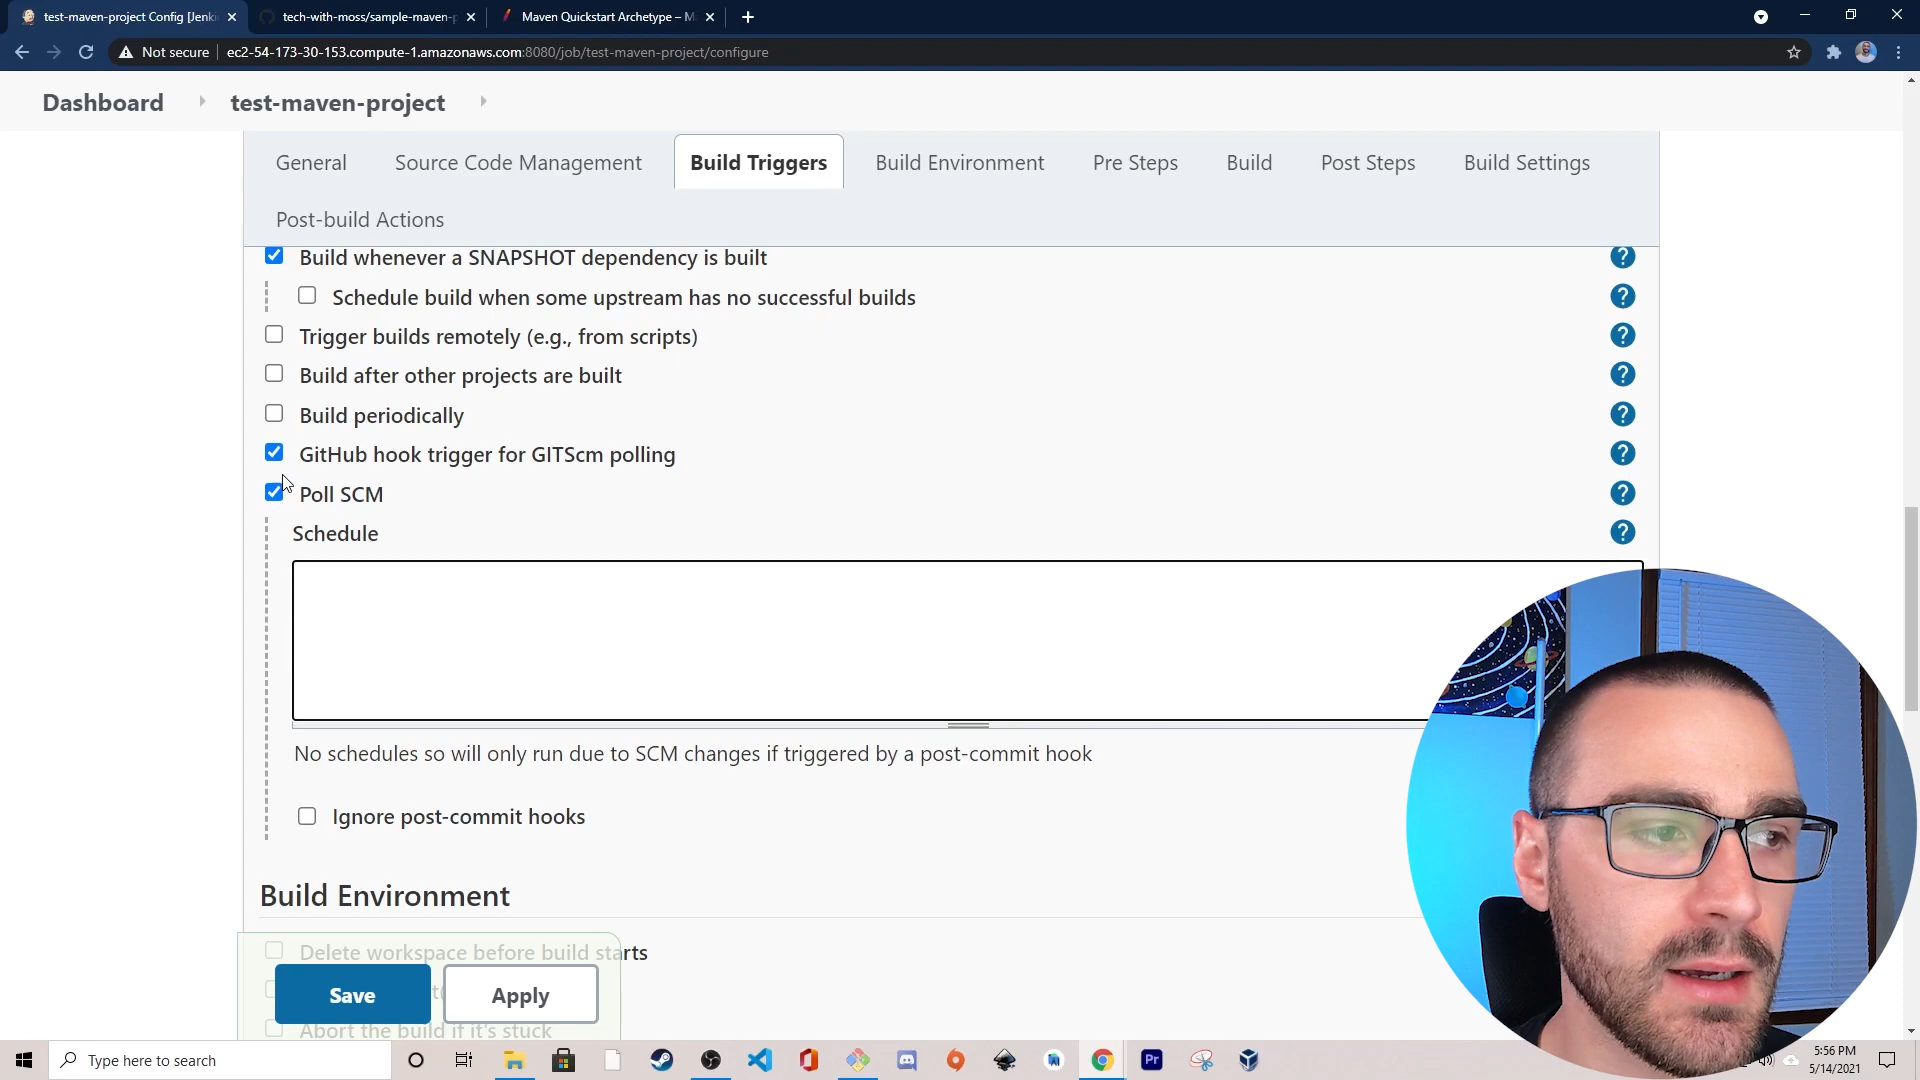 test-maven-project Config [Jenki
tech-with-moss/sample-maven-p
Maven Quickstart Archetype – M
Not secure
ec2-54-173-30-153.compute-1.amazonaws.com:8080/job/test-maven-project/configure
Dashboard
test-maven-project
General
Source Code Management
Build Triggers
Build Environment
Pre Steps
Build
Post Steps
Build Settings
Post-build Actions
Build whenever a SNAPSHOT dependency is built
Schedule build when some upstream has no successful builds
Trigger builds remotely (e.g., from scripts)
Build after other projects are built
Build periodically
GitHub hook trigger for GITScm polling
Poll SCM
Schedule
No schedules so will only run due to SCM changes if triggered by a post-commit hook
Ignore post-commit hooks
Build Environment
Delete workspace before build starts
Save
Apply
Abort the build if it's stuck
Type here to search
Pr
5:56 PM
5/14/2021